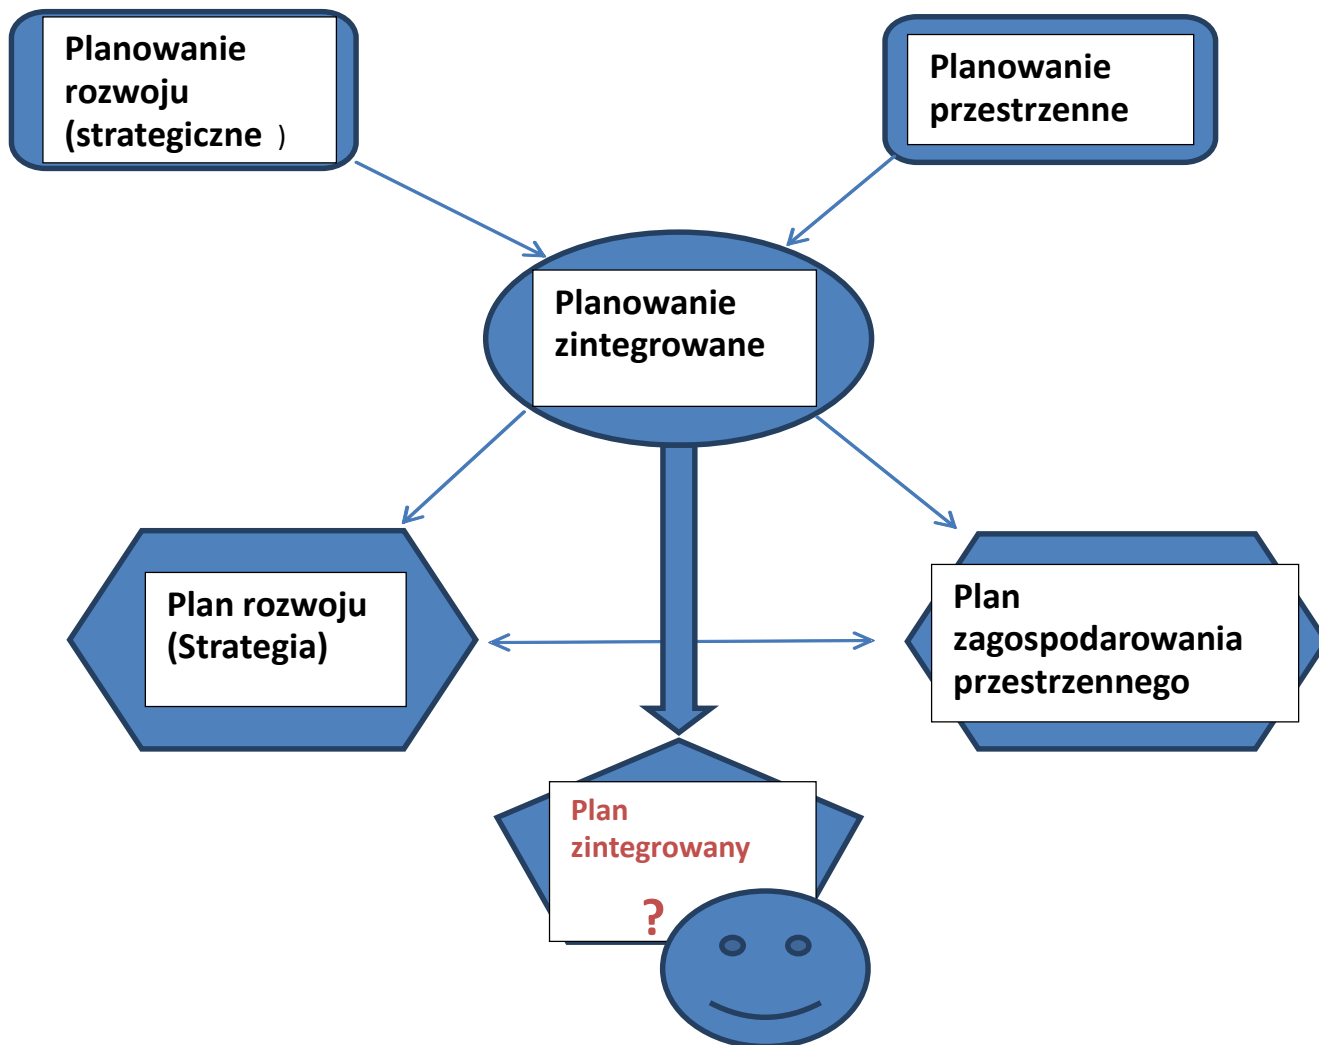 Planowanie
rozwoju
(strategiczne )
Planowanie
przestrzenne
Planowanie
zintegrowane
Plan rozwoju
(Strategia)
Plan
zagospodarowania
przestrzennego
Plan
zintegrowany
?